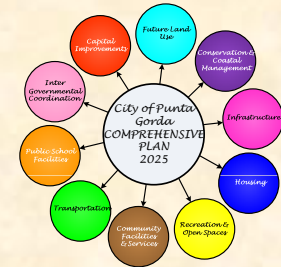 Future Land
Use
Conservation &
Coastal
Management
Infrastructure
Housing
Recreation &
Open Spaces
Community
Facilities
& Services
Transportation
Public School
Facilities
Inter
Governmental
Coordination
Capital
Improvements
City of Punta
Gorda
COMPREHENSIVE
PLAN
2025